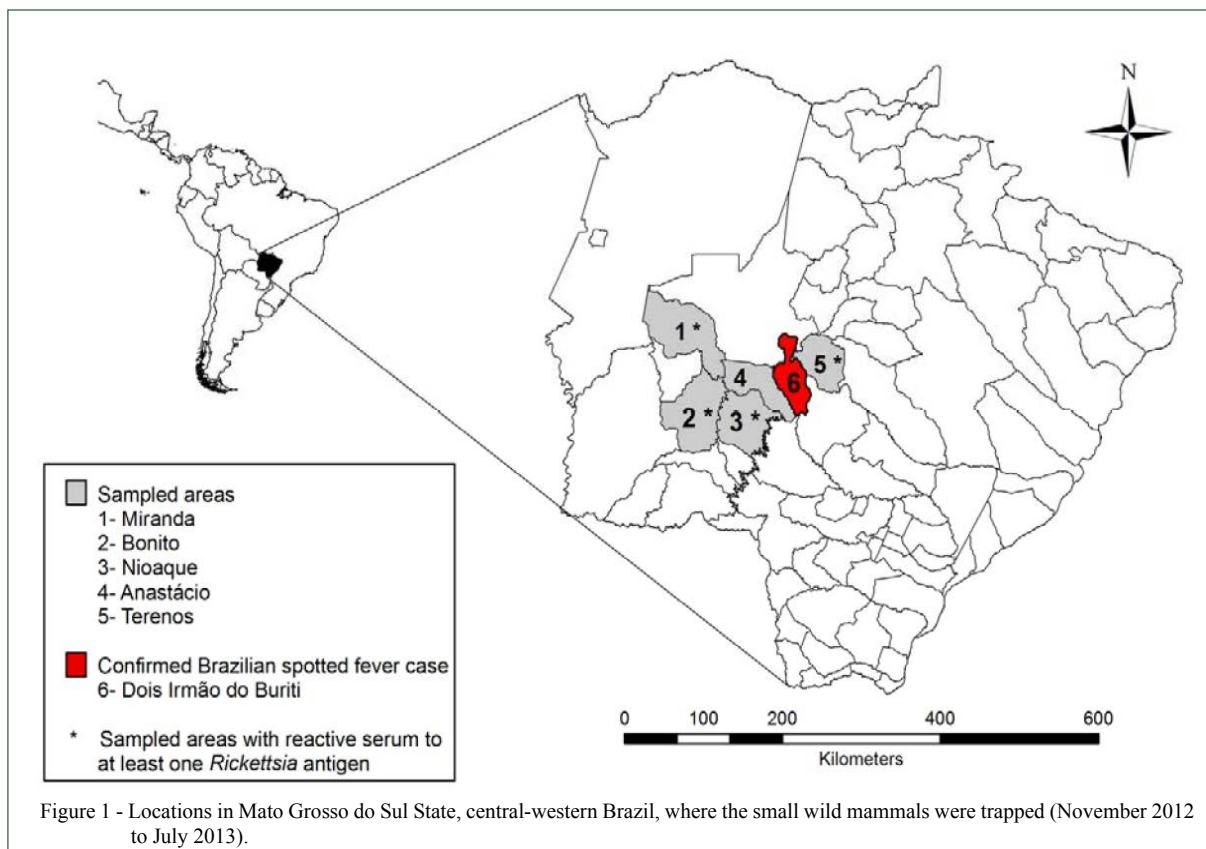 N
1 *
4
5 *
6
2 *
3 *
Sampled areas
1- Miranda
2- Bonito
3- Nioaque
4- Anastácio
5- Terenos
Confirmed Brazilian spotted fever case
6- Dois Irmão do Buriti
* Sampled areas with reactive serum to
at least one Rickettsia antigen
0 100 200 400 600
Kilometers
Figure 1 - Locations in Mato Grosso do Sul State, central-western Brazil, where the small wild mammals were trapped (November 2012
to July 2013).